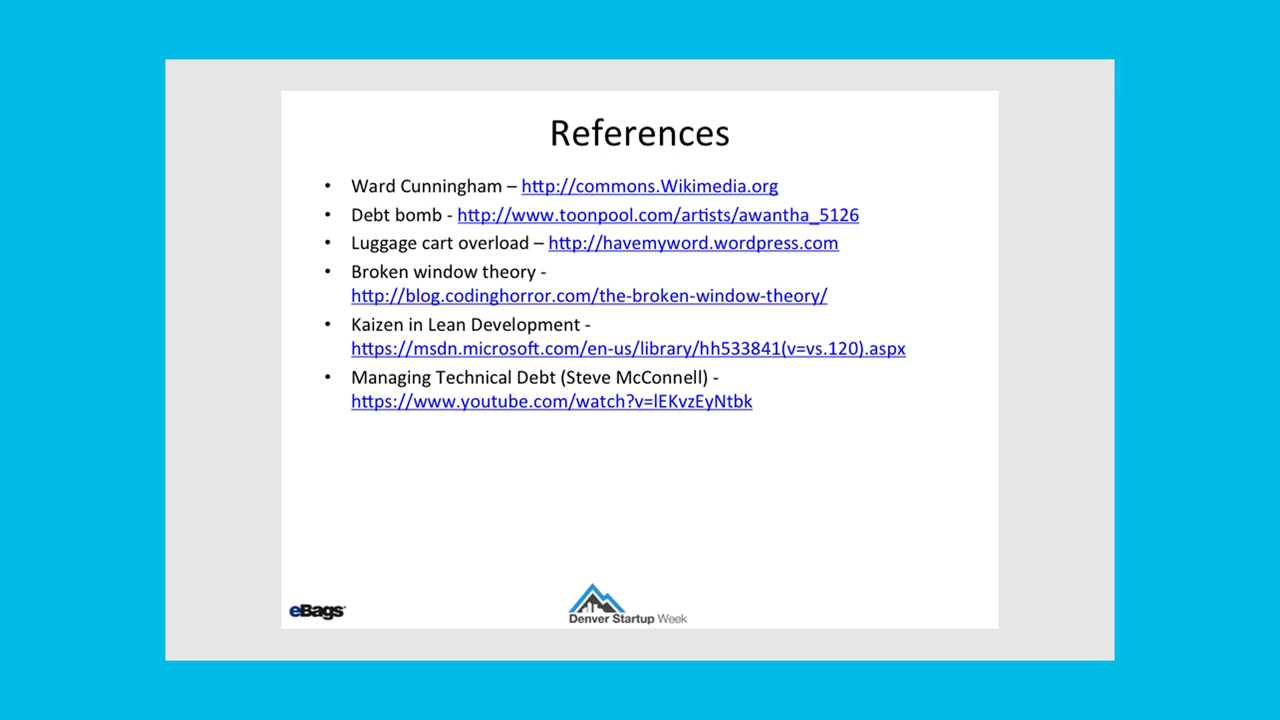 References
• Ward Cunningham – http://commons.Wikimedia.org
• Debt bomb - http://www.toonpool.com/artists/awantha_5126
• Luggage cart overload – http://havemyword.wordpress.com
• Broken window theory -
http://blog.codinghorror.com/the-broken-window-theory/
• Kaizen in Lean Development -
https://msdn.microsoft.com/en-us/library/hh533841(v=vs.120).aspx
• Managing Technical Debt (Steve McConnell) -
https://www.youtube.com/watch?v=lEKvzEyNtbk
eBags
Denver Startup Week